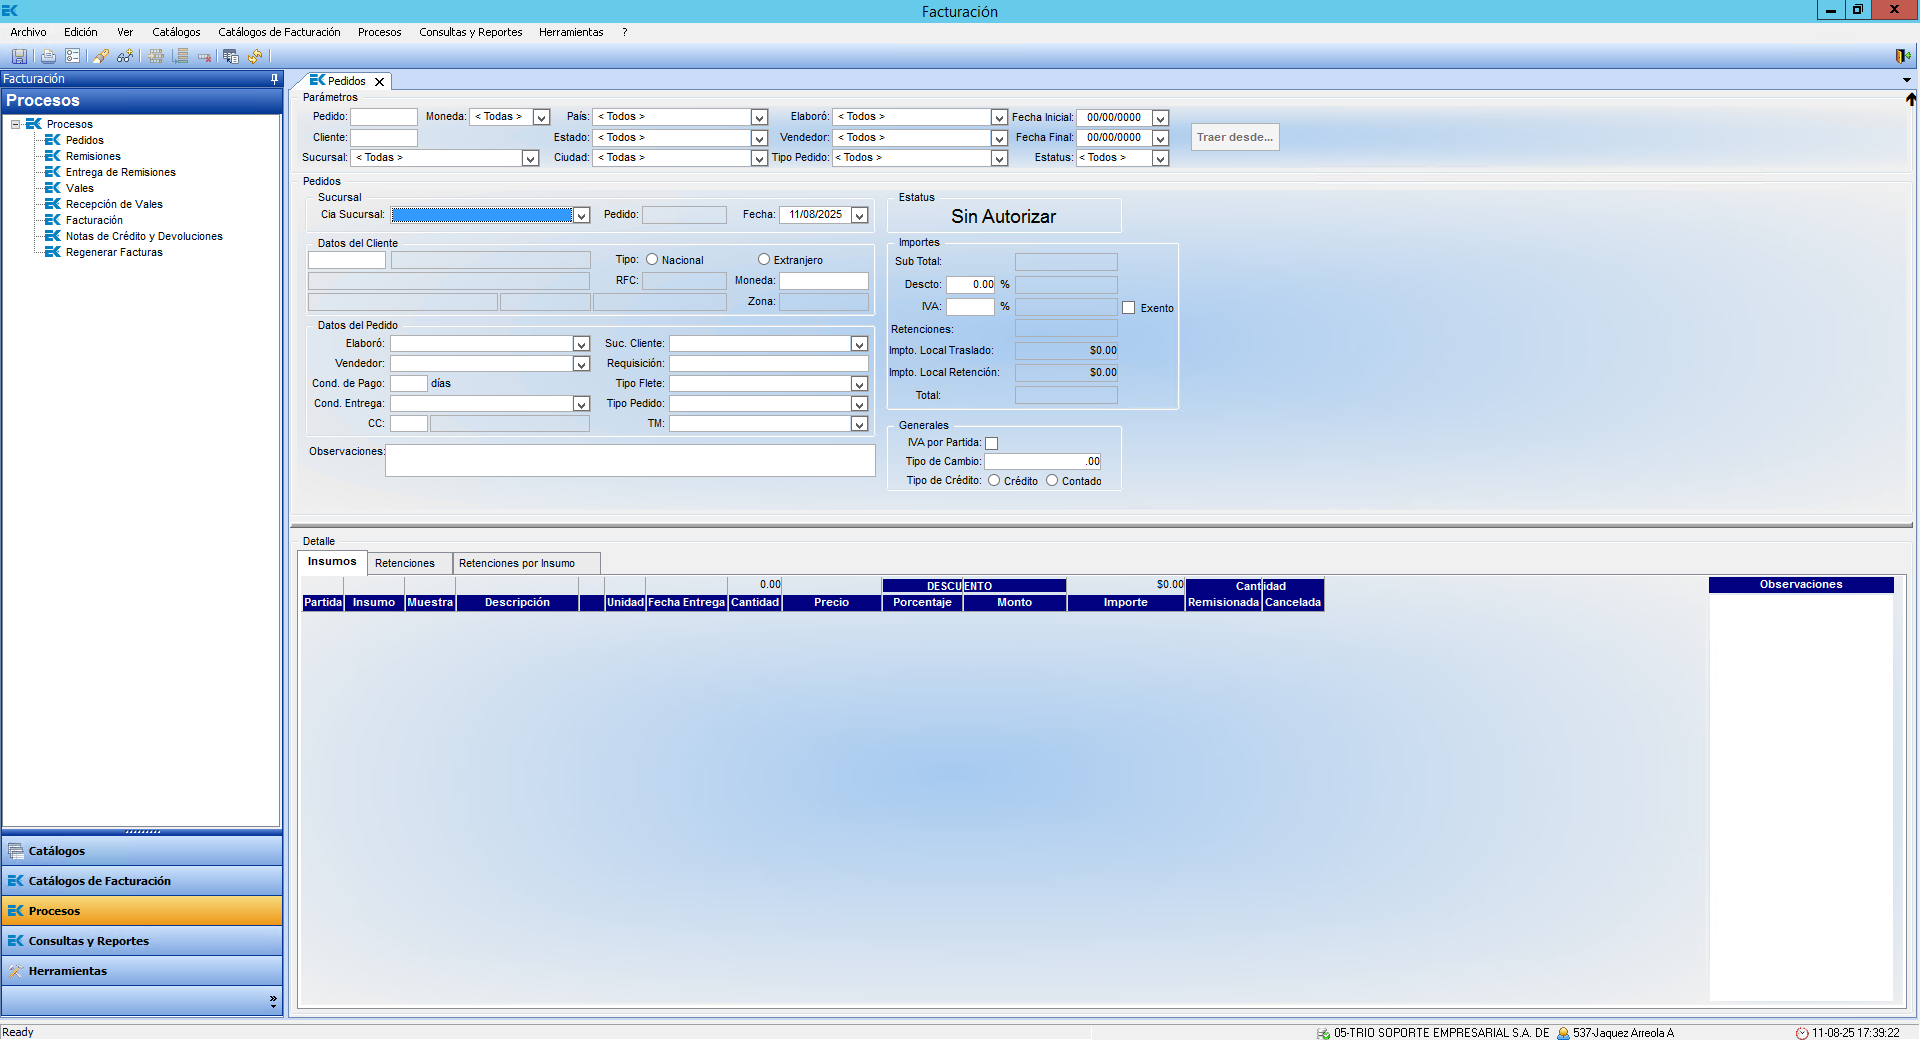 Facturación
Archivo Edición Ver Catálogos Catálogos de Facturación Procesos Consultas y Reportes Herramientas ?
Facturación
Procesos
Procesos
Pedidos
Remisiones
Entrega de Remisiones
Vales
Recepción de Vales
Facturación
Notas de Crédito y Devoluciones
Regenerar Facturas
Catálogos
Catálogos de Facturación
Procesos
Consultas y Reportes
Herramientas
Pedidos
Parámetros
Pedido: Moneda: < Todas > País: < Todos > Elaboró: < Todos > Fecha Inicial: 00/00/0000
Cliente: Estado: < Todos > Vendedor: < Todos > Fecha Final: 00/00/0000 Traer desde...
Sucursal: < Todas > Ciudad: < Todas > Tipo Pedido: < Todos > Estatus: < Todos >
Pedidos
Sucursal
Cia Sucursal: Pedido: Fecha: 11/08/2025
Estatus
Sin Autorizar
Datos del Cliente
Tipo: Nacional Extranjero
RFC: Moneda:
Zona:
Importes
Sub Total:
Descto: 0.00 %
IVA: % Exento
Retenciones:
Impto. Local Traslado: $0.00
Impto. Local Retención: $0.00
Total:
Datos del Pedido
Elaboró: Suc. Cliente:
Vendedor: Requisición:
Cond. de Pago: días Tipo Flete:
Cond. Entrega: Tipo Pedido:
CC: TM:
Observaciones:
Generales
IVA por Partida:
Tipo de Cambio: .00
Tipo de Crédito: Crédito Contado
Detalle
Insumos Retenciones Retenciones por Insumo
0.00 DESCUENTO $0.00 Cantidad Observaciones
Partida Insumo Muestra Descripción Unidad Fecha Entrega Cantidad Precio Porcentaje Monto Importe Remisionada Cancelada
Ready 05-TRIO SOPORTE EMPRESARIAL S.A. DE 537-Jaquez Arreola A 11-08-25 17:39:22